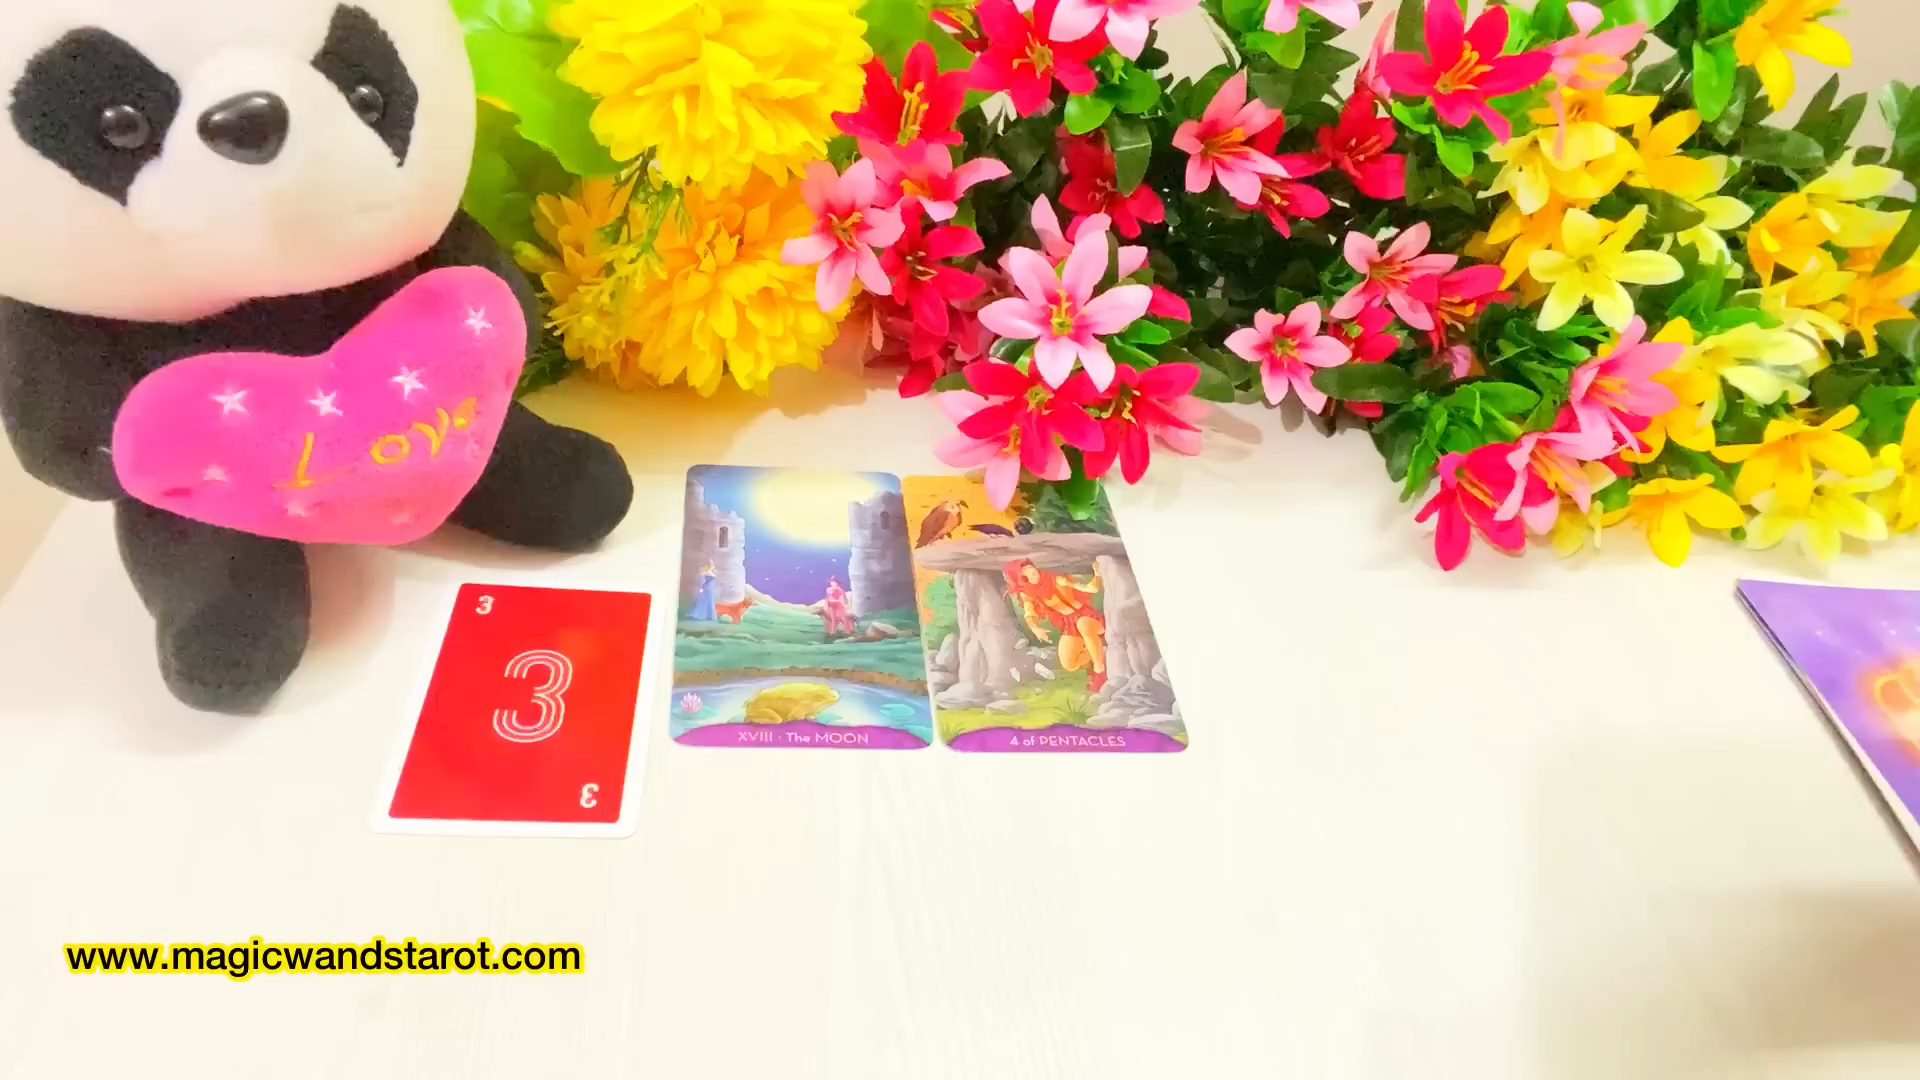 Love
3
3
3
XVIII · The MOON
4 of PENTACLES
www.magicwandstarot.com